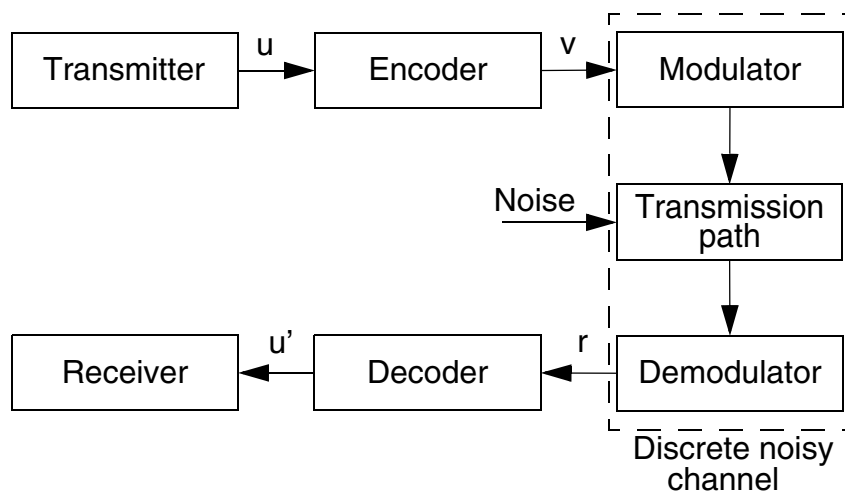 u
v
Transmitter
Encoder
Modulator
Noise
Transmission
path
u’
r
Receiver
Decoder
Demodulator
Discrete noisy
channel